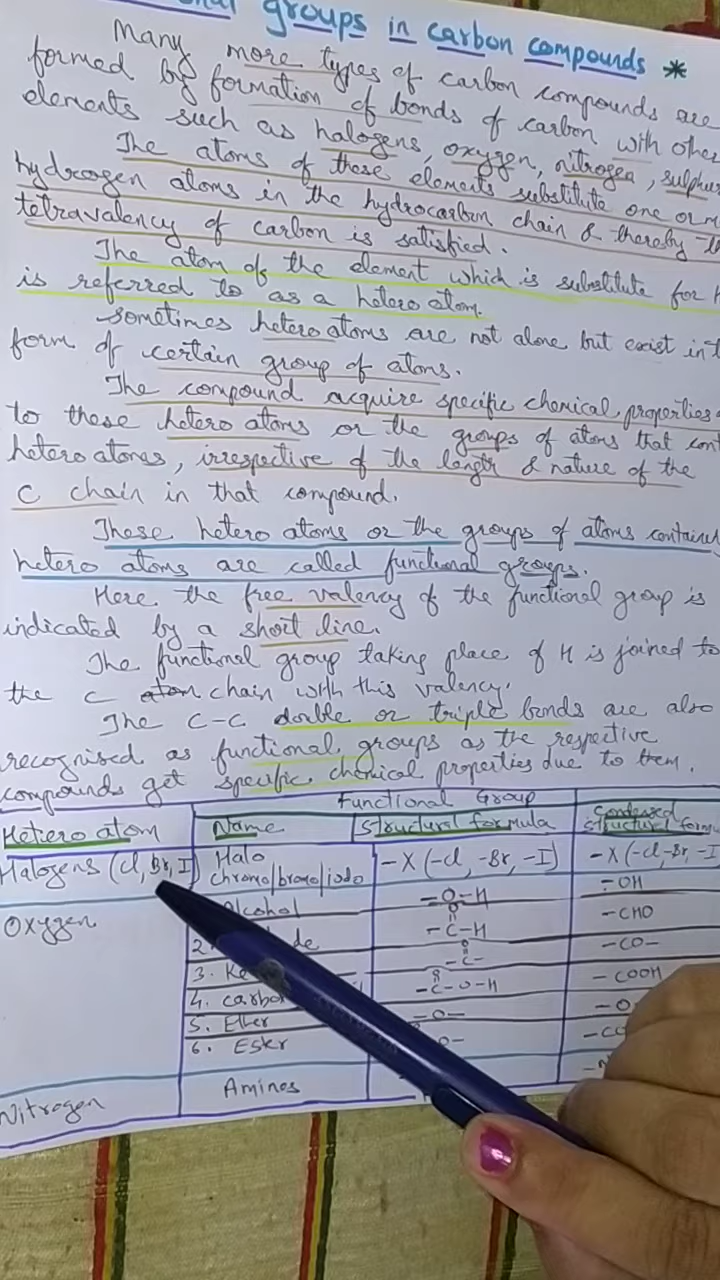 groups in carbon compounds *
Many more types of carbon compounds are
formed by formation of bonds of carbon with other
elements such as halogens, oxygen, nitrogen, sulphur
The atoms of these elements substitute one or
hydrogen atoms in the hydrocarbon chain & thereby
tetravalency of carbon is satisfied.
The atom of the element which is substitute for
is referred to as a hetero atom.
Sometimes hetero atoms are not alone but exist in
form of certain group of atoms.
The compound acquire specific chemical properties
to these hetero atoms or the groups of atoms that
hetero atoms, irrespective of the length & nature of the
C chain in that compound.
These hetero atoms or the groups of atoms
hetero atoms are called functional groups.
Here the free valency of the functional group is
indicated by a short line.
The functional group taking place of H is joined to
the C chain with this valency.
The C-C double or triple bonds are also
recognised as functional groups as the respective
compounds get specific chemical properties due to them.
Functional Group
Hetero atom Name Structural formula Condensed structural
Halogens (Cl, Br, I) Halo chromo/bromo/iodo -X (-Cl, -Br, -I) -X (-Cl, -Br, -I
Oxygen Alcohol -O-H -OH
2. -C-H O -CHO
3. -C- O -CO-
4. -C-O-H O -COOH
5. Ether -O-
6. Ester
Nitrogen Amines